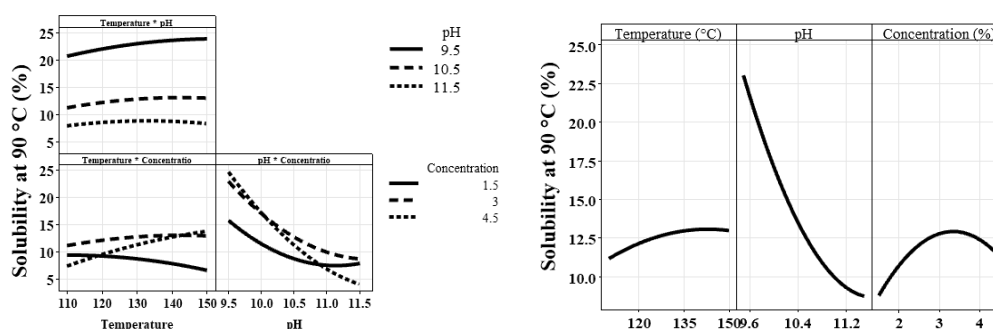 Temperature * pH
25
20
15
10
5
Solubility at 90 °C (%)
pH
9.5
10.5
11.5
Temperature * Concentratio
pH * Concentratio
25
20
15
10
5
110 120 130 140 150
9.5 10.0 10.5 11.0 11.5
Temperature
pH
Concentration
1.5
3
4.5
Temperature (°C)
pH
Concentration (%)
25.0
22.5
20.0
17.5
15.0
12.5
10.0
Solubility at 90 °C (%)
120 135 150
9.6 10.4 11.2
2 3 4